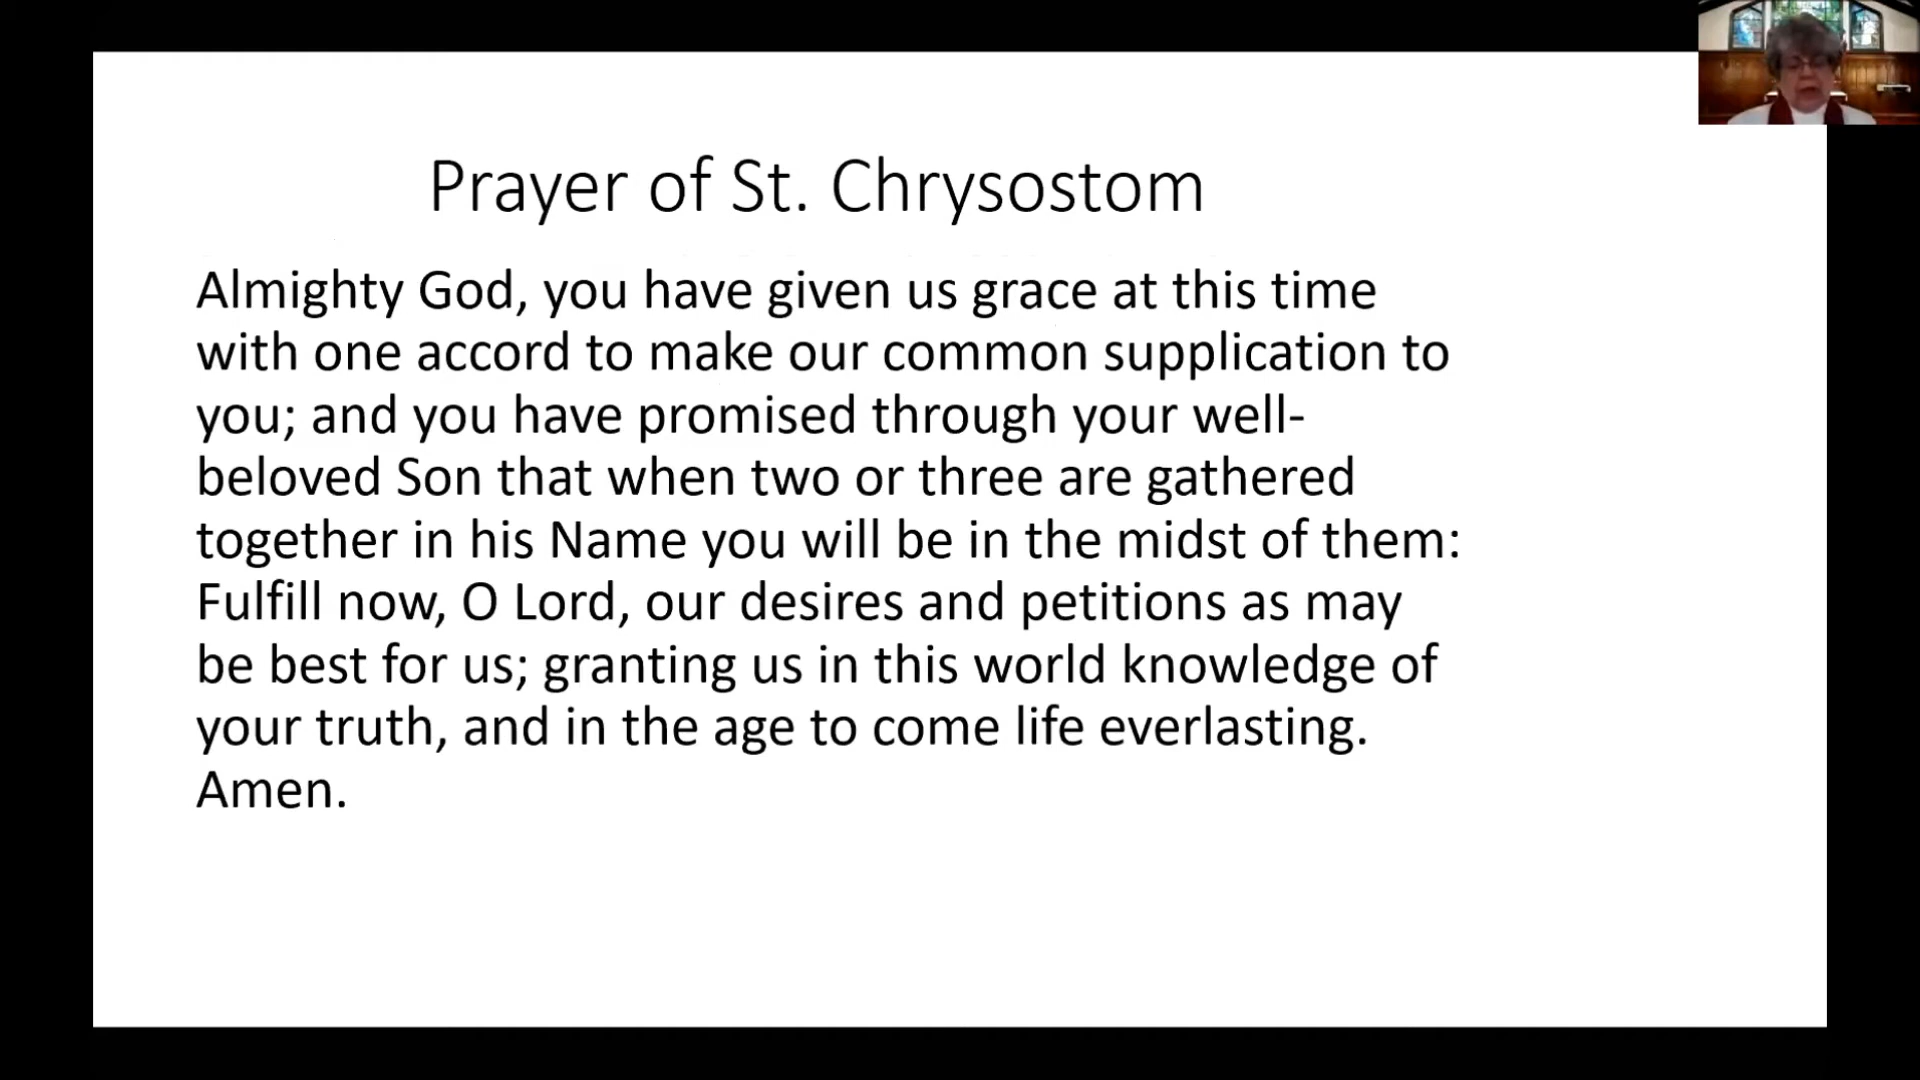 Prayer of St. Chrysostom
Almighty God, you have given us grace at this time
with one accord to make our common supplication to
you; and you have promised through your well-
beloved Son that when two or three are gathered
together in his Name you will be in the midst of them:
Fulfill now, O Lord, our desires and petitions as may
be best for us; granting us in this world knowledge of
your truth, and in the age to come life everlasting.
Amen.